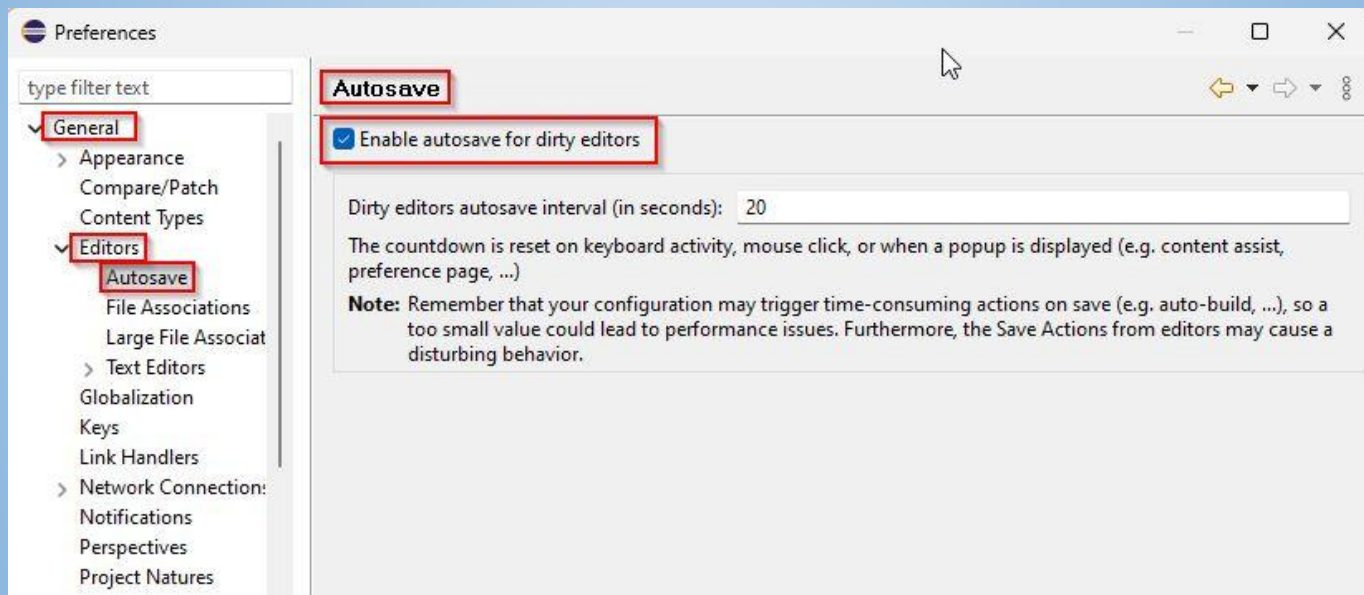 Preferences
type filter text
General
Appearance
Compare/Patch
Content Types
Editors
Autosave
File Associations
Large File Associat
Text Editors
Globalization
Keys
Link Handlers
Network Connection
Notifications
Perspectives
Project Natures
Autosave
Enable autosave for dirty editors
Dirty editors autosave interval (in seconds): 20
The countdown is reset on keyboard activity, mouse click, or when a popup is displayed (e.g. content assist,
preference page, ...)
Note: Remember that your configuration may trigger time-consuming actions on save (e.g. auto-build, ...), so a
too small value could lead to performance issues. Furthermore, the Save Actions from editors may cause a
disturbing behavior.